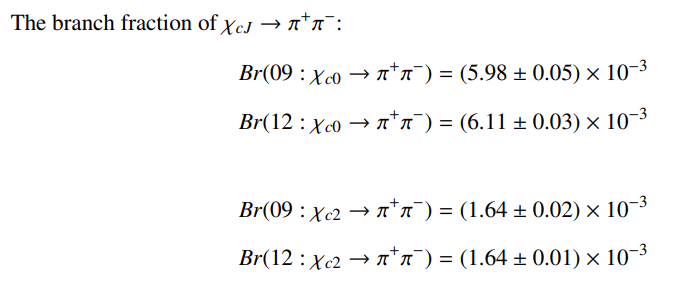 The branch fraction of χcJ → π⁺π⁻:
Br(09 : χc0 → π⁺π⁻) = (5.98 ± 0.05) × 10⁻³
Br(12 : χc0 → π⁺π⁻) = (6.11 ± 0.03) × 10⁻³
Br(09 : χc2 → π⁺π⁻) = (1.64 ± 0.02) × 10⁻³
Br(12 : χc2 → π⁺π⁻) = (1.64 ± 0.01) × 10⁻³